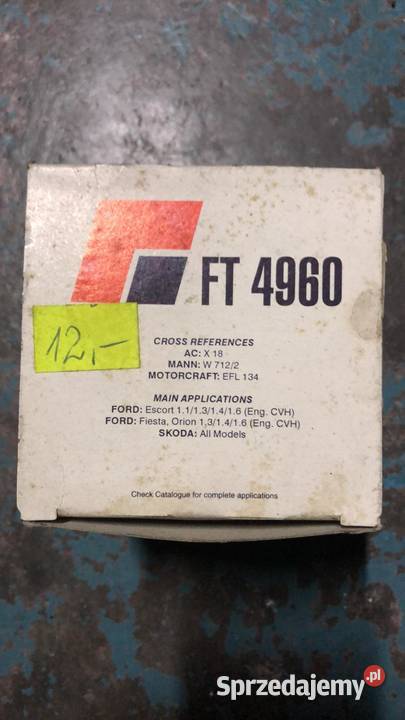 FT 4960
12,-
CROSS REFERENCES
AC: X 18
MANN: W 712/2
MOTORCRAFT: EFL 134
MAIN APPLICATIONS
FORD: Escort 1.1/1.3/1.4/1.6 (Eng. CVH)
FORD: Fiesta, Orion 1,3/1.4/1.6 (Eng. CVH)
SKODA: All Models
Check Catalogue for complete applications
Sprzedajemy.pl